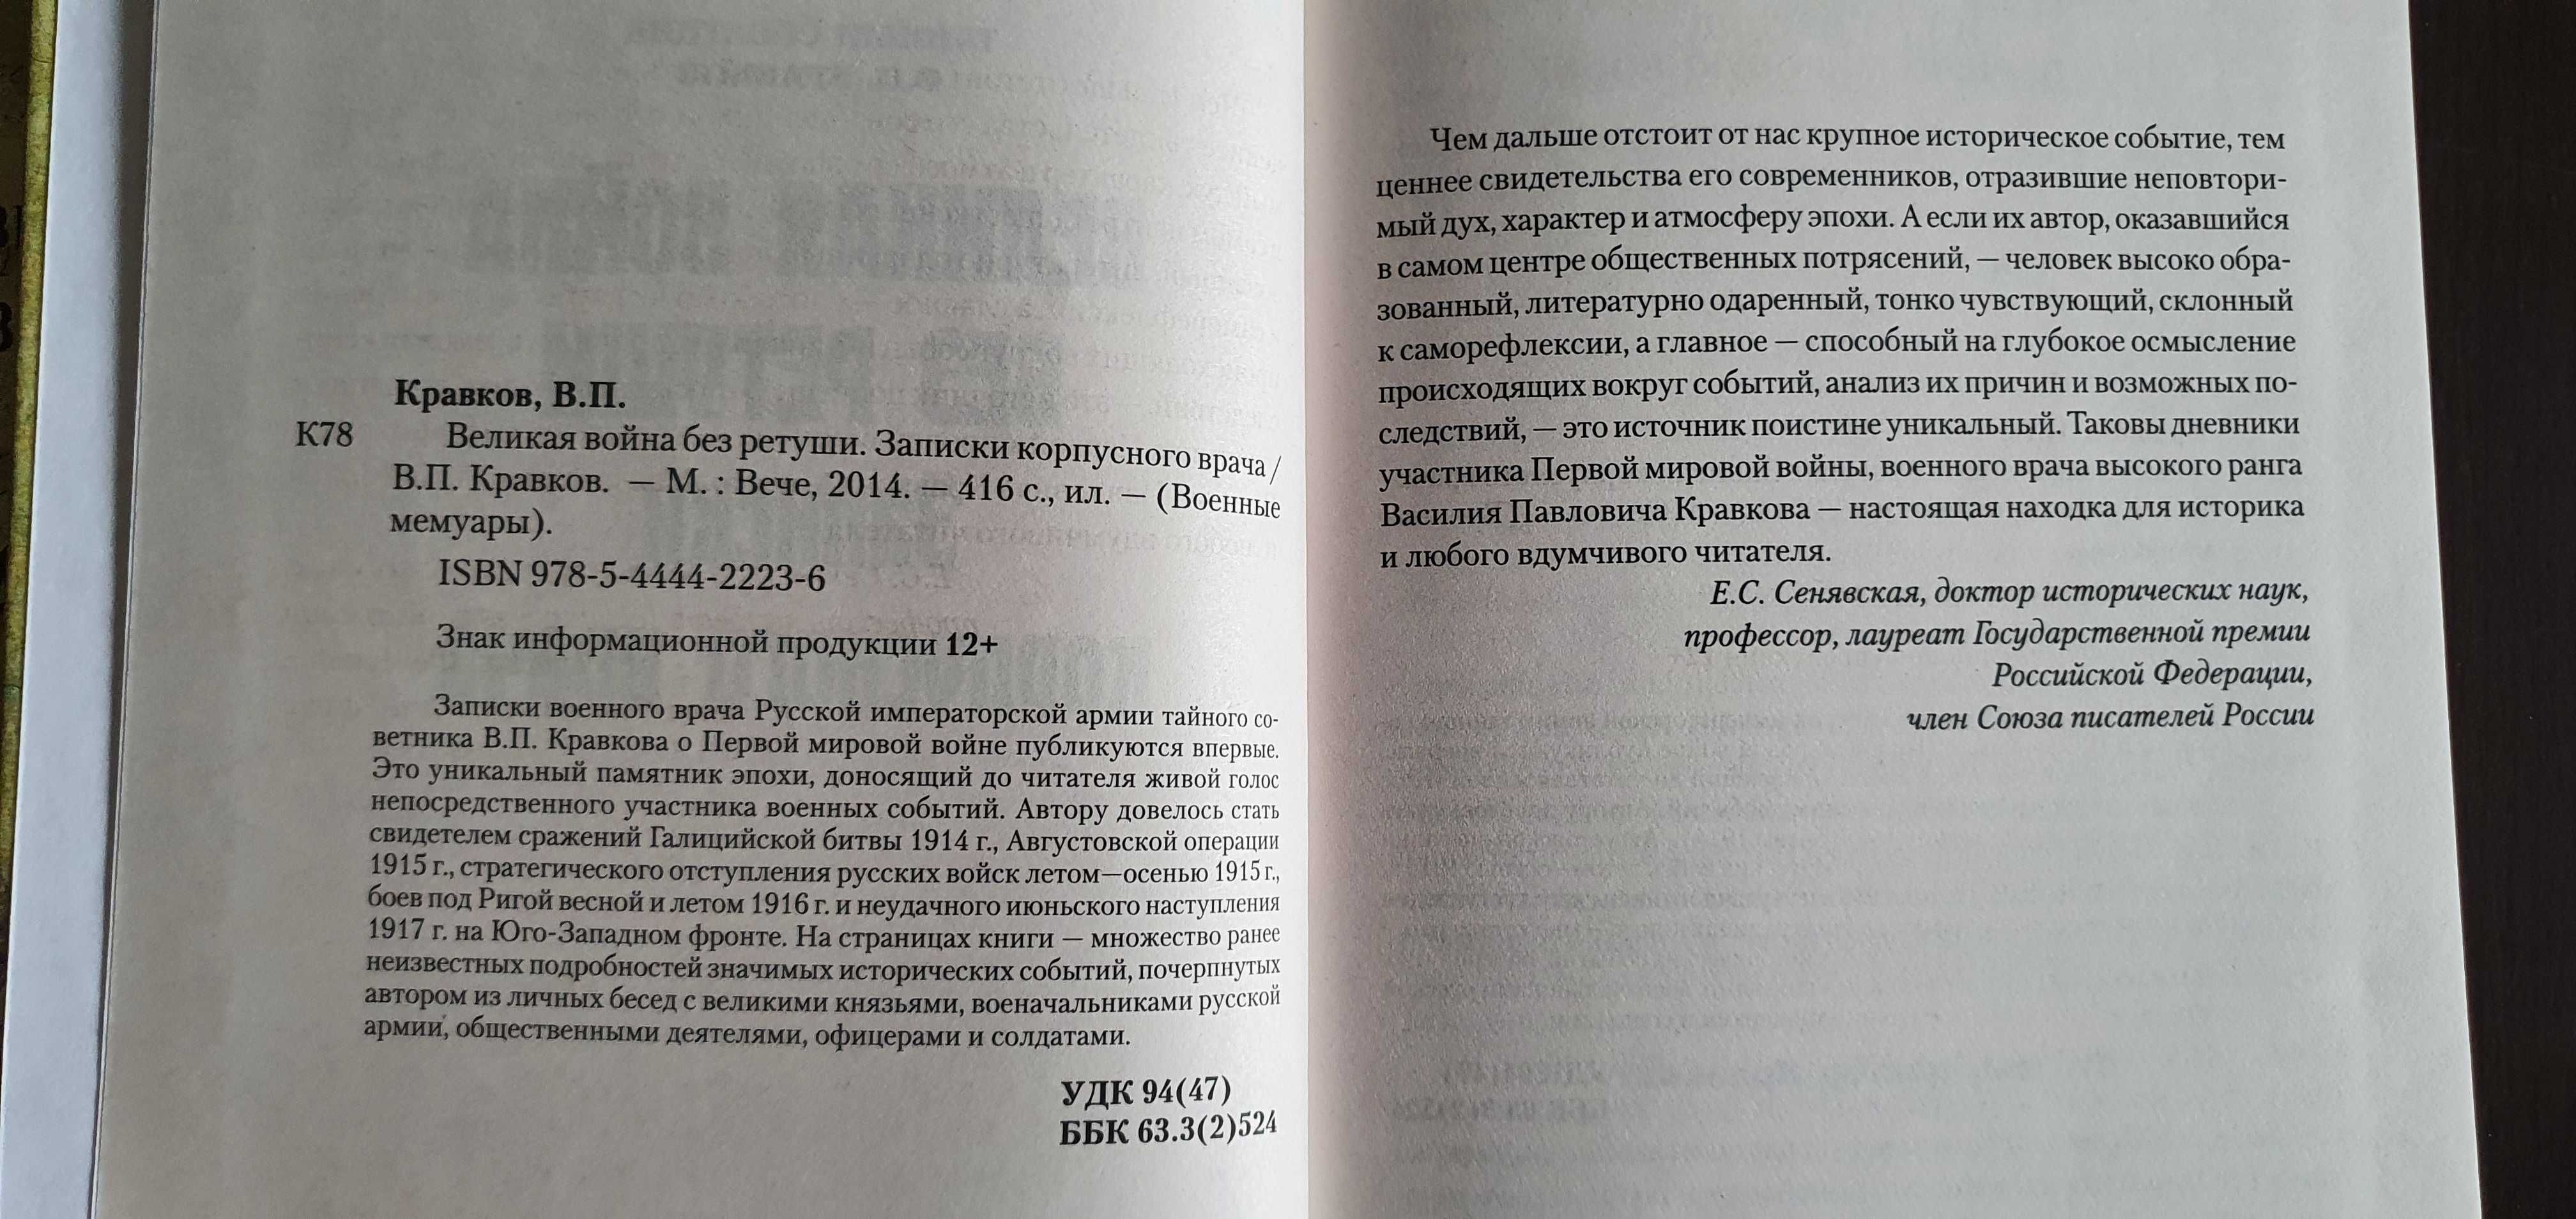 Кравков, В.П.
К78 Великая война без ретуши. Записки корпусного врача /
В.П. Кравков. — М. : Вече, 2014. — 416 с., ил. — (Военные
мемуары).
ISBN 978-5-4444-2223-6
Знак информационной продукции 12+
Записки военного врача Русской императорской армии тайного со-
ветника В.П. Кравкова о Первой мировой войне публикуются впервые.
Это уникальный памятник эпохи, доносящий до читателя живой голос
непосредственного участника военных событий. Автору довелось стать
свидетелем сражений Галицийской битвы 1914 г., Августовской операции
1915 г., стратегического отступления русских войск летом—осенью 1915 г.,
боев под Ригой весной и летом 1916 г. и неудачного июньского наступления
1917 г. на Юго-Западном фронте. На страницах книги — множество ранее
неизвестных подробностей значимых исторических событий, почерпнутых
автором из личных бесед с великими князьями, военачальниками русской
армии, общественными деятелями, офицерами и солдатами.
УДК 94(47)
ББК 63.3(2)524
Чем дальше отстоит от нас крупное историческое событие, тем
ценнее свидетельства его современников, отразившие неповтори-
мый дух, характер и атмосферу эпохи. А если их автор, оказавшийся
в самом центре общественных потрясений, — человек высоко обра-
зованный, литературно одаренный, тонко чувствующий, склонный
к саморефлексии, а главное — способный на глубокое осмысление
происходящих вокруг событий, анализ их причин и возможных по-
следствий, — это источник поистине уникальный. Таковы дневники
участника Первой мировой войны, военного врача высокого ранга
Василия Павловича Кравкова — настоящая находка для историка
и любого вдумчивого читателя.
Е.С. Сенявская, доктор исторических наук,
профессор, лауреат Государственной премии
Российской Федерации,
член Союза писателей России